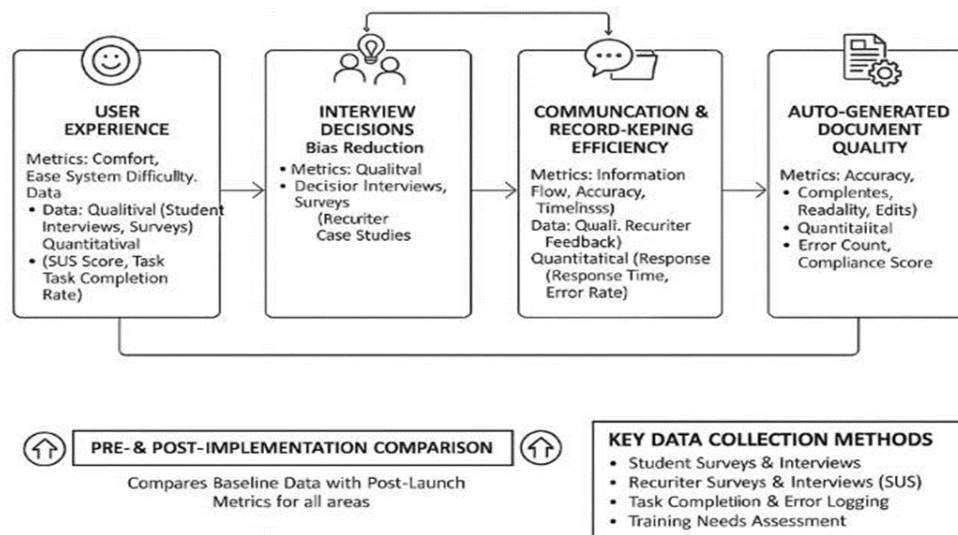 USER
EXPERIENCE
Metrics: Comfort,
Ease System Difficulty.
Data
• Data: Qualitival (Student
Interviews, Surveys)
Quantitatival
• (SUS Score, Task
Task Completion
Rate)
INTERVIEW
DECISIONS
Bias Reduction
• Metrics: Qualitval
• Decisior Interviews,
Surveys
(Recuriter
Case Studies
COMMUNCATION &
RECORD-KEPING
EFFICIENCY
Metrics: Information
Flow, Accuracy,
Timelnsss)
Data: Quali. Recuriter
Feedback)
Quantitatical (Response
(Response Time,
Error Rate)
AUTO-GENERATED
DOCUMENT
QUALITY
Metrics: Accuracy,
• Complentes,
Readality, Edits)
• Quantitaiital
• Error Count,
Compliance Score
PRE- & POST-IMPLEMENTATION COMPARISON
Compares Baseline Data with Post-Launch
Metrics for all areas
KEY DATA COLLECTION METHODS
• Student Surveys & Interviews
• Recuriter Surveys & Interviews (SUS)
• Task Completiion & Error Logging
• Training Needs Assessment